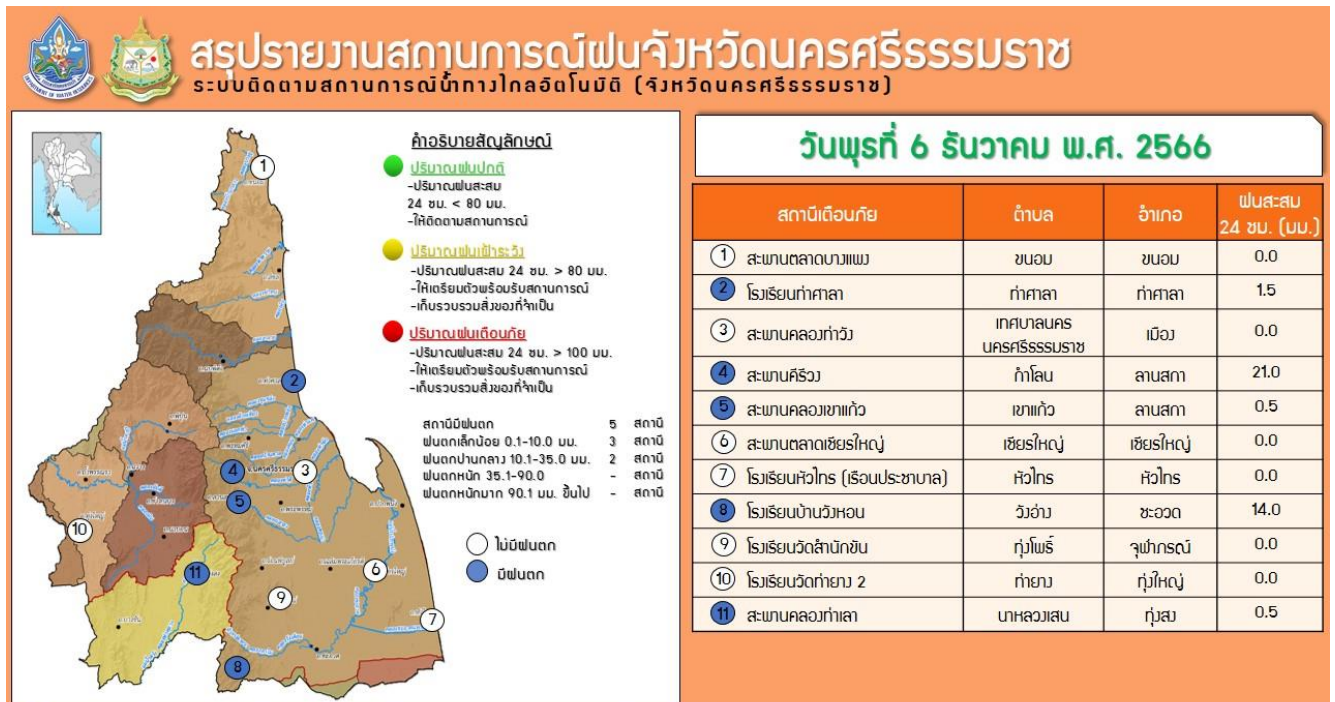 สรุปรายงานสถานการณ์ฝนจังหวัดนครศรีธรรมราช
ระบบติดตามสถานการณ์น้ำทางไกลอัตโนมัติ (จังหวัดนครศรีธรรมราช)
คำอธิบายสัญลักษณ์
ปริมาณฝนปกติ
-ปริมาณฝนสะสม
24 ชม. < 80 มม.
-ให้ติดตามสถานการณ์
ปริมาณฝนเฝ้าระวัง
-ปริมาณฝนสะสม 24 ชม. > 80 มม.
-ให้เตรียมตัวพร้อมรับสถานการณ์
-เก็บรวบรวมสิ่งของที่จำเป็น
ปริมาณฝนเตือนภัย
-ปริมาณฝนสะสม 24 ชม. > 100 มม.
-ให้เตรียมตัวพร้อมรับสถานการณ์
-เก็บรวบรวมสิ่งของที่จำเป็น
สถานีมีฝนตก 5 สถานี
ฝนตกเล็กน้อย 0.1-10.0 มม. 3 สถานี
ฝนตกปานกลาง 10.1-35.0 มม. 2 สถานี
ฝนตกหนัก 35.1-90.0 - สถานี
ฝนตกหนักมาก 90.1 มม. ขึ้นไป - สถานี
ไม่มีฝนตก
มีฝนตก
1
2
4
3
5
10
11
6
9
7
8
วันพุธที่ 6 ธันวาคม พ.ศ. 2566
สถานีเตือนภัย ตำบล อำเภอ ฝนสะสม
24 ชม. (มม.)
1 สะพานตลาดบางแพง ขนอม ขนอม 0.0
2 โรงเรียนท่าศาลา ท่าศาลา ท่าศาลา 1.5
3 สะพานคลองท่าวัง เทศบาลนคร
นครศรีธรรมราช เมือง 0.0
4 สะพานคีรีวง กำโลน ลานสกา 21.0
5 สะพานคลองเขาแก้ว เขาแก้ว ลานสกา 0.5
6 สะพานตลาดเชียรใหญ่ เชียรใหญ่ เชียรใหญ่ 0.0
7 โรงเรียนหัวไทร (เรือนประชาบาล) หัวไทร หัวไทร 0.0
8 โรงเรียนบ้านวังหอน วังอ่าง ชะอวด 14.0
9 โรงเรียนวัดสำนักขัน ทุ่งโพธิ์ จุฬาภรณ์ 0.0
10 โรงเรียนวัดท่ายาง 2 ท่ายาง ทุ่งใหญ่ 0.0
11 สะพานคลองท่าเลา นาหลวงเสน ทุ่งสง 0.5